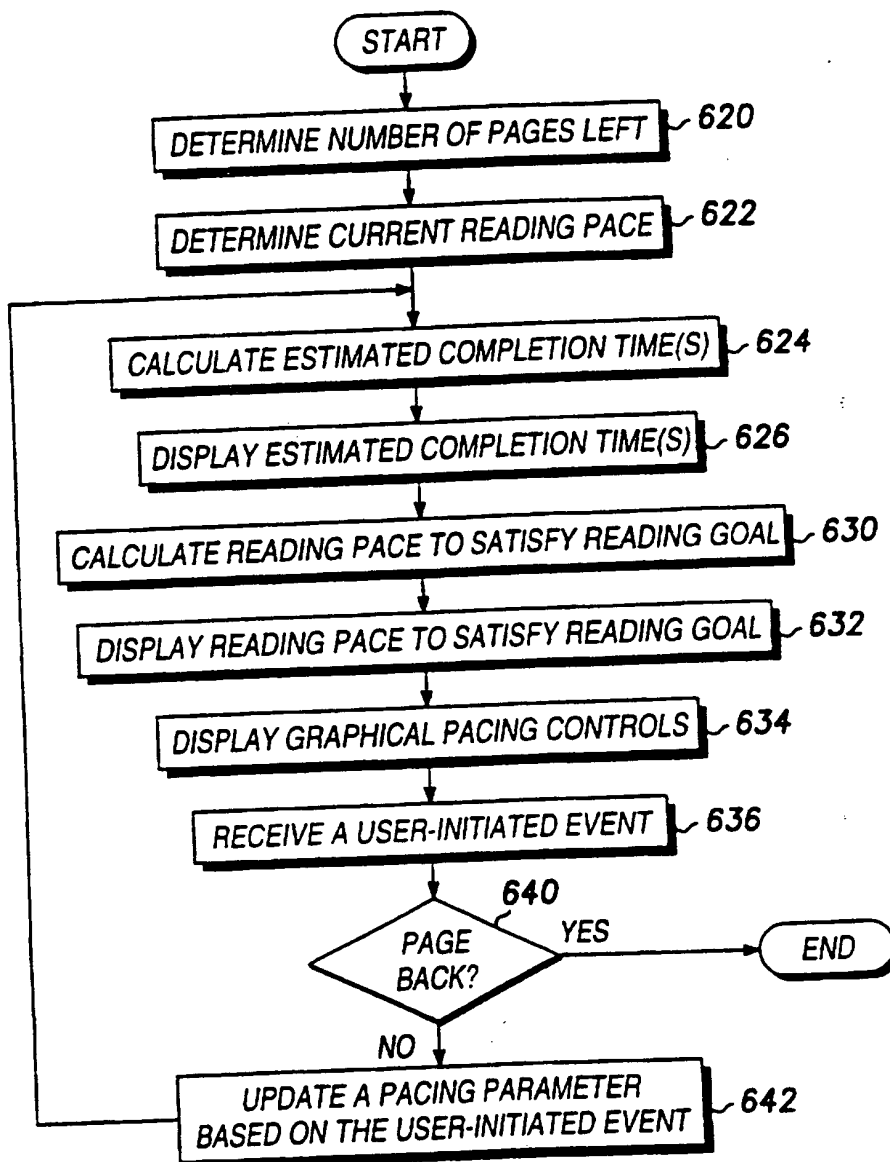 START
DETERMINE NUMBER OF PAGES LEFT 620
DETERMINE CURRENT READING PACE 622
CALCULATE ESTIMATED COMPLETION TIME(S) 624
DISPLAY ESTIMATED COMPLETION TIME(S) 626
CALCULATE READING PACE TO SATISFY READING GOAL 630
DISPLAY READING PACE TO SATISFY READING GOAL 632
DISPLAY GRAPHICAL PACING CONTROLS 634
RECEIVE A USER-INITIATED EVENT 636
640
PAGE
BACK?
YES
END
NO
UPDATE A PACING PARAMETER
BASED ON THE USER-INITIATED EVENT 642